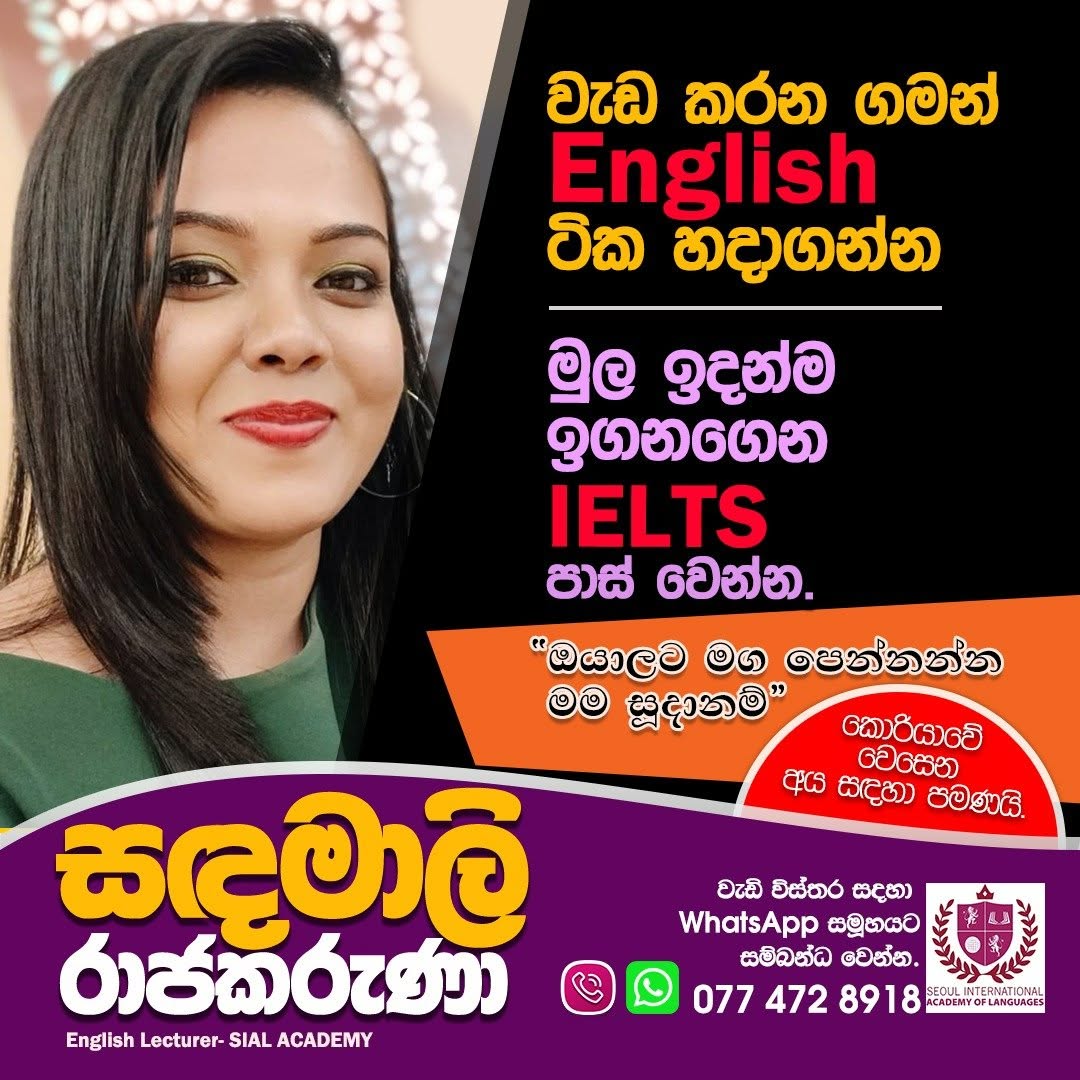 වැඩ කරන ගමන්
English
ටික හදාගන්න
මුල ඉදන්ම
ඉගනගෙන
IELTS
පාස් වෙන්න.
“ඔයාලට මග පෙන්නන්න
මම සූදානම්”
කොරියාවේ
වෙසෙන
අය සඳහා පමණයි.
සඳමාලි
රාජකරුණා
English Lecturer- SIAL ACADEMY
වැඩි විස්තර සදහා
WhatsApp සමූහයට
සම්බන්ධ වෙන්න.
077 472 8918
SEOUL INTERNATIONAL
ACADEMY OF LANGUAGES